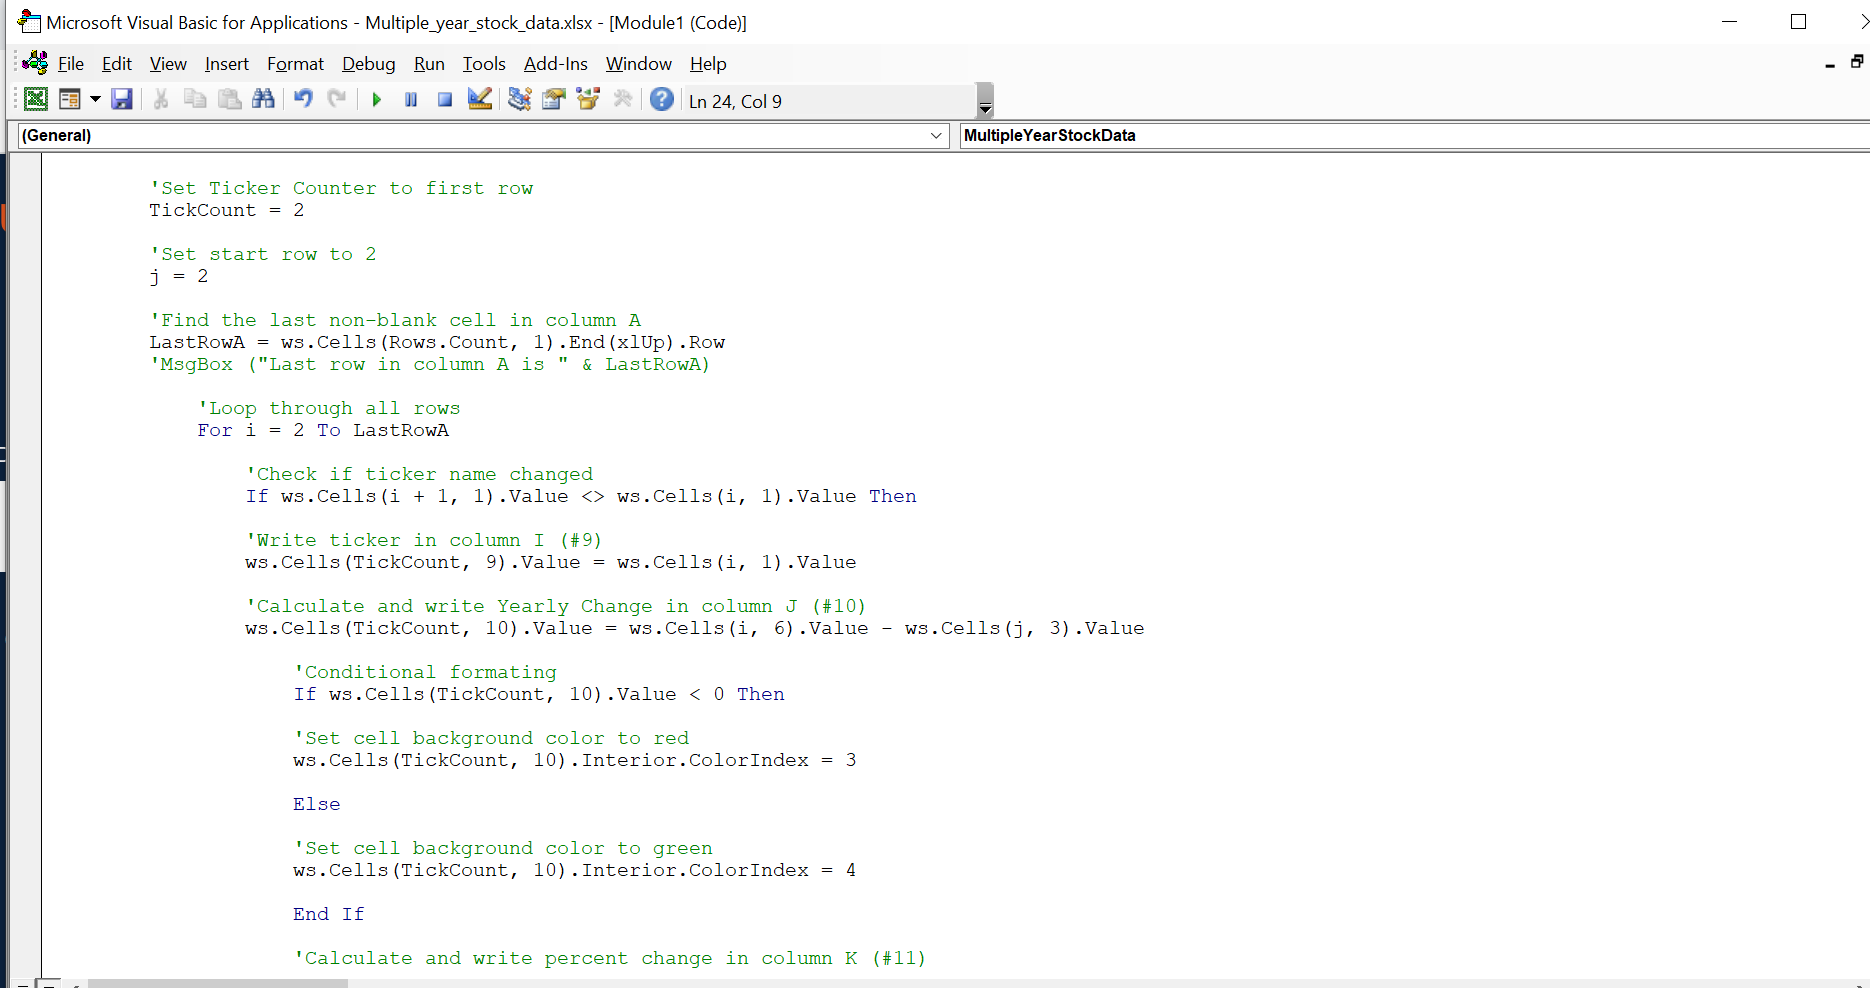 Microsoft Visual Basic for Applications - Multiple_year_stock_data.xlsx - [Module1 (Code)]
File Edit View Insert Format Debug Run Tools Add-Ins Window Help
Ln 24, Col 9
(General) MultipleYearStockData
'Set Ticker Counter to first row
TickCount = 2
'Set start row to 2
j = 2
'Find the last non-blank cell in column A
LastRowA = ws.Cells(Rows.Count, 1).End(xlUp).Row
'MsgBox ("Last row in column A is " & LastRowA)
'Loop through all rows
For i = 2 To LastRowA
'Check if ticker name changed
If ws.Cells(i + 1, 1).Value <> ws.Cells(i, 1).Value Then
'Write ticker in column I (#9)
ws.Cells(TickCount, 9).Value = ws.Cells(i, 1).Value
'Calculate and write Yearly Change in column J (#10)
ws.Cells(TickCount, 10).Value = ws.Cells(i, 6).Value - ws.Cells(j, 3).Value
'Conditional formating
If ws.Cells(TickCount, 10).Value < 0 Then
'Set cell background color to red
ws.Cells(TickCount, 10).Interior.ColorIndex = 3
Else
'Set cell background color to green
ws.Cells(TickCount, 10).Interior.ColorIndex = 4
End If
'Calculate and write percent change in column K (#11)